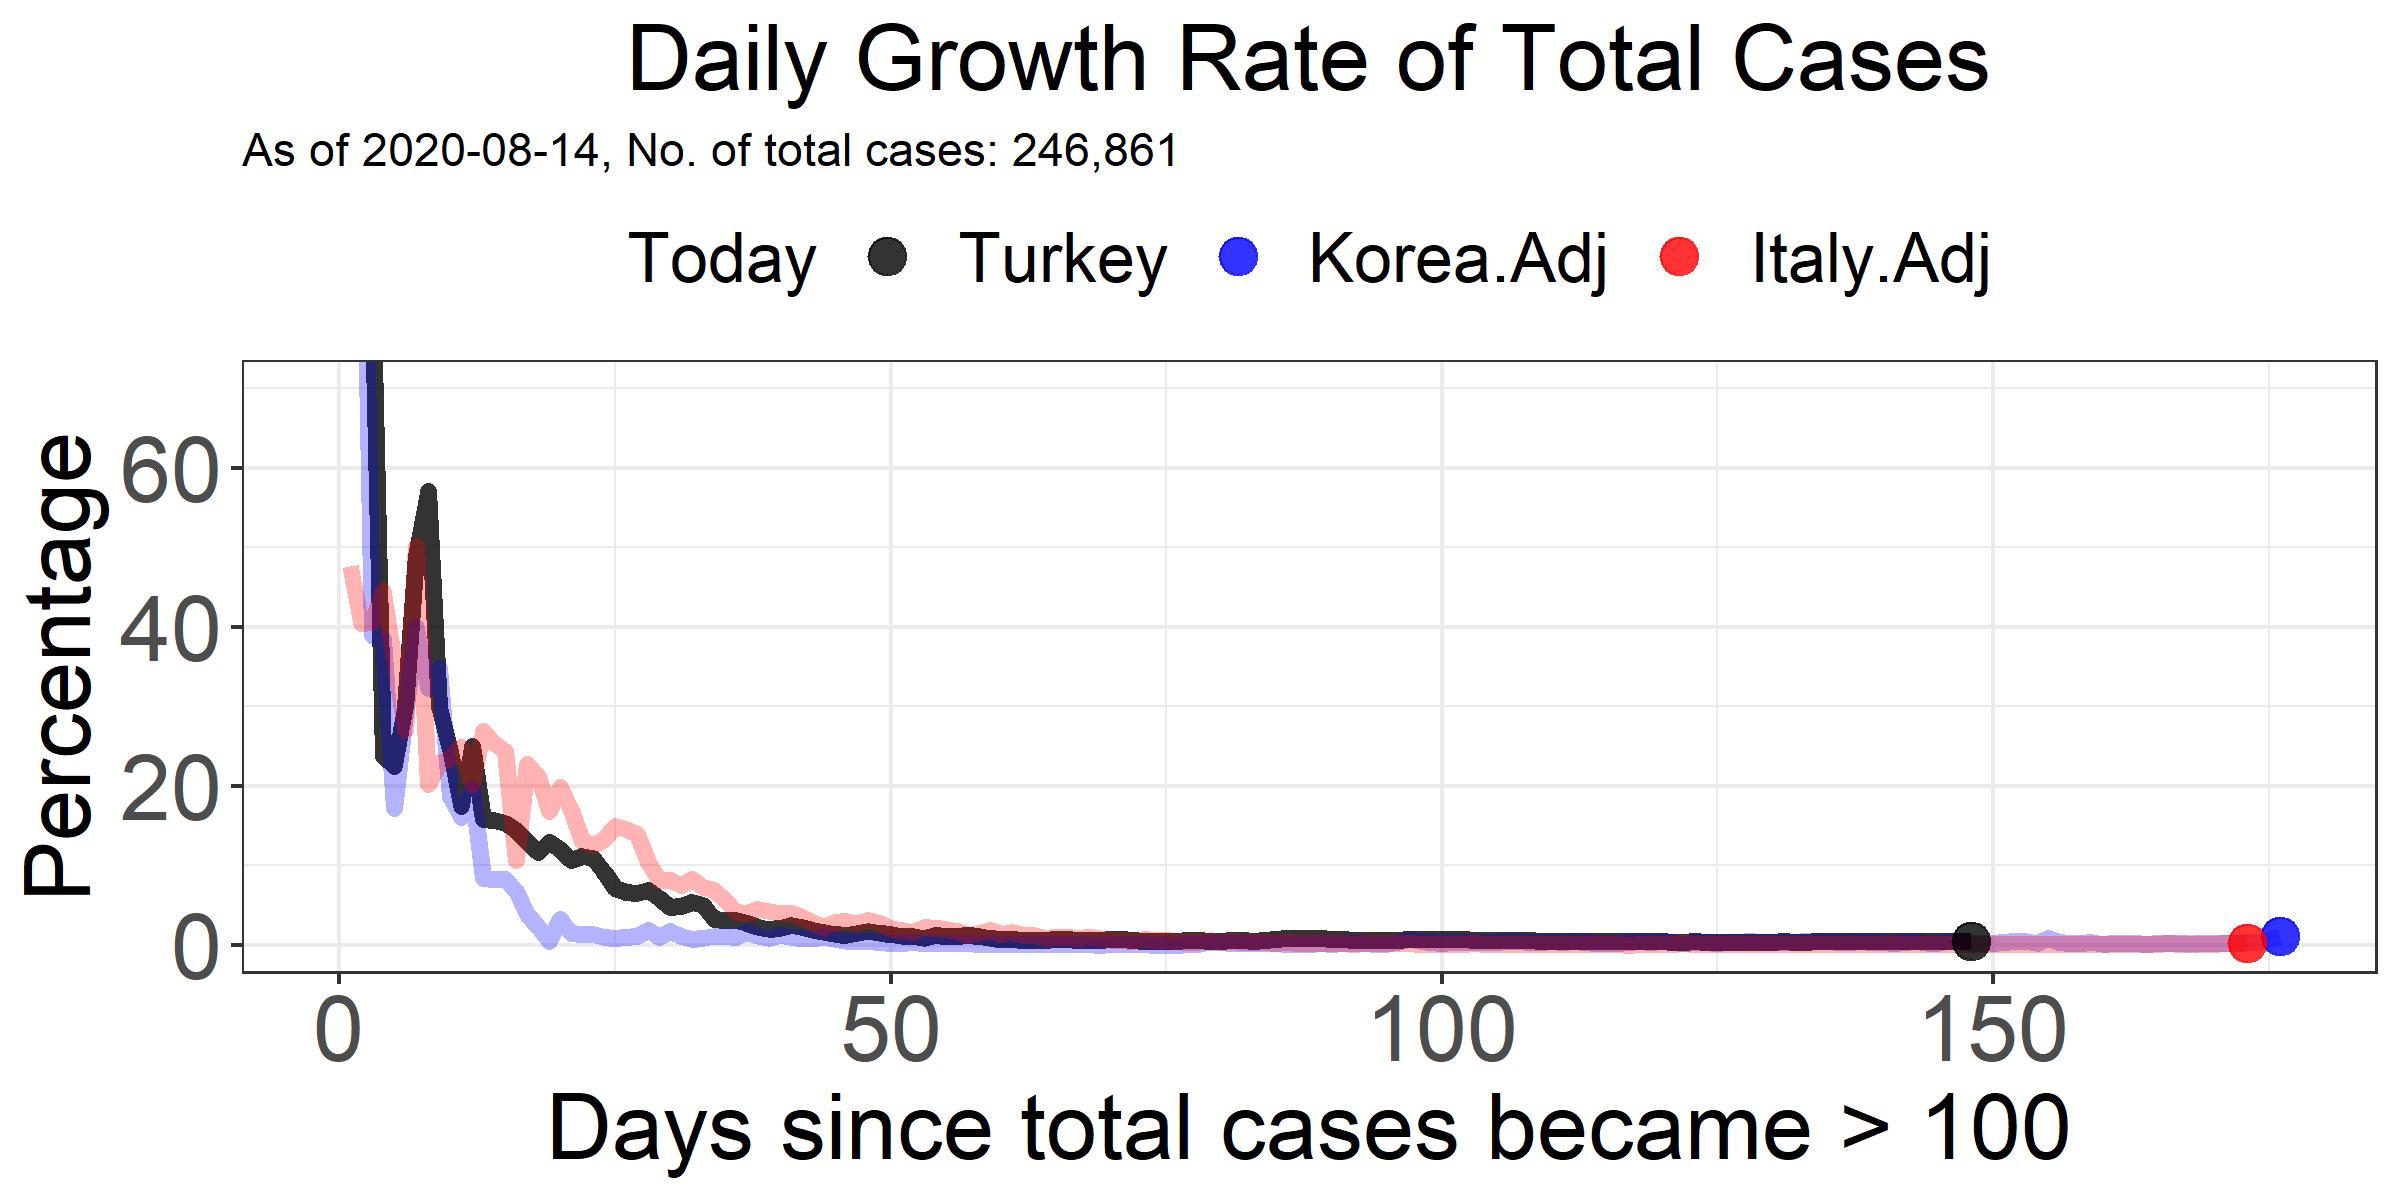 Daily Growth Rate of Total Cases
As of 2020-08-14, No. of total cases: 246,861
Today Turkey Korea.Adj Italy.Adj
Percentage
60
40
20
0
0 50 100 150
Days since total cases became > 100